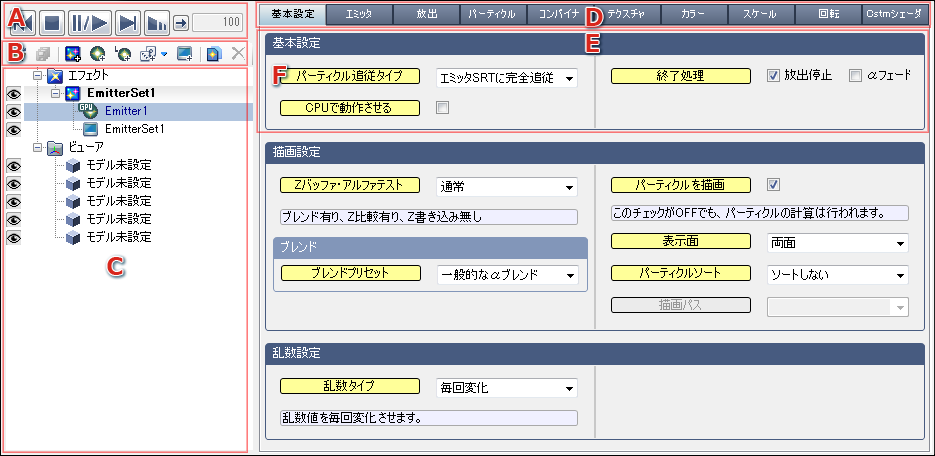 A
100
B
エフェクト
EmitterSet1
GPU
Emitter1
EmitterSet1
ビューア
モデル未設定
モデル未設定
モデル未設定
モデル未設定
モデル未設定
C
基本設定 エミッタ 放出 パーティクル コンバイナ D テクスチャ カラー スケール 回転 Cstmシェーダ
E
基本設定
F パーティクル追従タイプ エミッタSRTに完全追従 終了処理 放出停止 αフェード
CPUで動作させる
描画設定
Zバッファ・アルファテスト 通常 パーティクルを描画
ブレンド有り、Z比較有り、Z書き込み無し このチェックがOFFでも、パーティクルの計算は行われます。
ブレンド 表示面 両面
ブレンドプリセット 一般的なαブレンド パーティクルソート ソートしない
描画パス
乱数設定
乱数タイプ 毎回変化
乱数値を毎回変化させます。